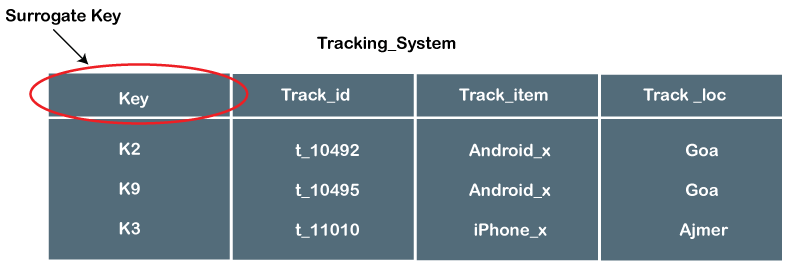 Surrogate Key
Tracking_System
Key Track_id Track_item Track _loc
K2 t_10492 Android_x Goa
K9 t_10495 Android_x Goa
K3 t_11010 iPhone_x Ajmer